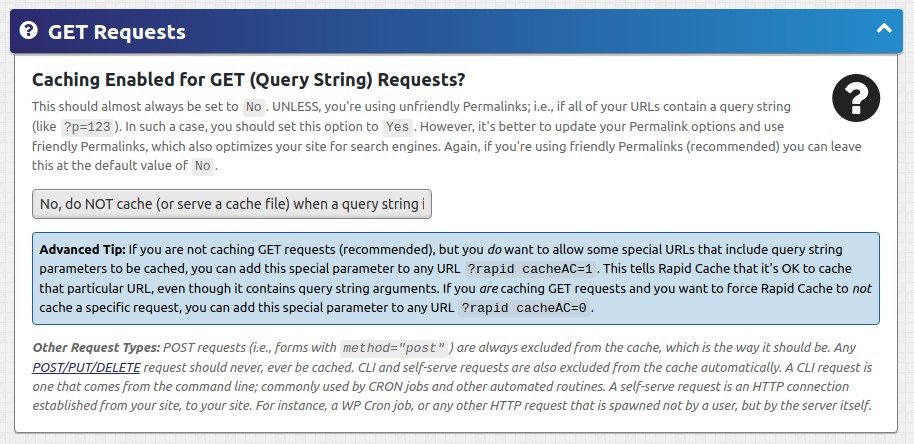 GET Requests
Caching Enabled for GET (Query String) Requests?
This should almost always be set to No . UNLESS, you're using unfriendly Permalinks; i.e., if all of your URLs contain a query string
(like ?p=123 ). In such a case, you should set this option to Yes . However, it's better to update your Permalink options and use
friendly Permalinks, which also optimizes your site for search engines. Again, if you're using friendly Permalinks (recommended) you can leave
this at the default value of No .
No, do NOT cache (or serve a cache file) when a query string i
Advanced Tip: If you are not caching GET requests (recommended), but you do want to allow some special URLs that include query string
parameters to be cached, you can add this special parameter to any URL ?rapid cacheAC=1 . This tells Rapid Cache that it's OK to cache
that particular URL, even though it contains query string arguments. If you are caching GET requests and you want to force Rapid Cache to not
cache a specific request, you can add this special parameter to any URL ?rapid cacheAC=0 .
Other Request Types: POST requests (i.e., forms with method="post" ) are always excluded from the cache, which is the way it should be. Any
POST/PUT/DELETE request should never, ever be cached. CLI and self-serve requests are also excluded from the cache automatically. A CLI request is
one that comes from the command line; commonly used by CRON jobs and other automated routines. A self-serve request is an HTTP connection
established from your site, to your site. For instance, a WP Cron job, or any other HTTP request that is spawned not by a user, but by the server itself.